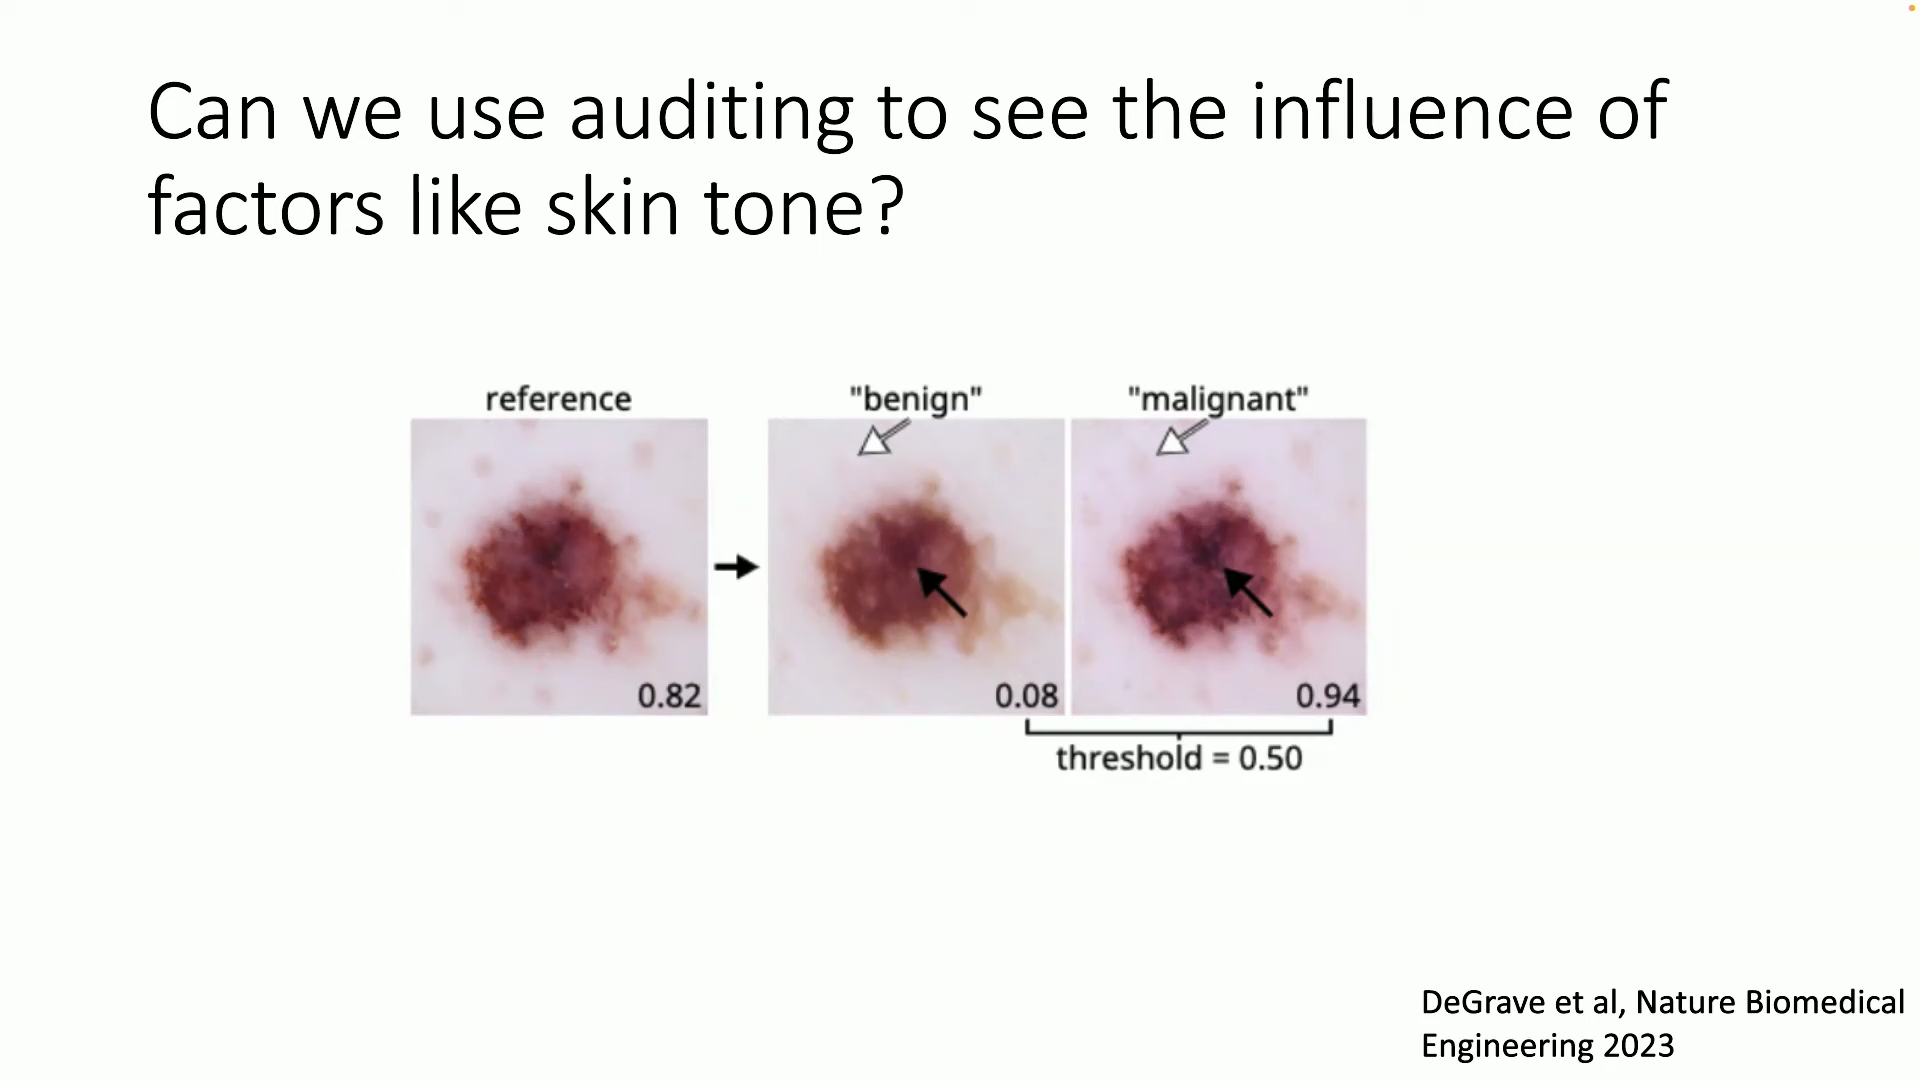 Can we use auditing to see the influence of
factors like skin tone?
reference
"benign"
"malignant"
0.82
0.08
0.94
threshold = 0.50
DeGrave et al, Nature Biomedical
Engineering 2023